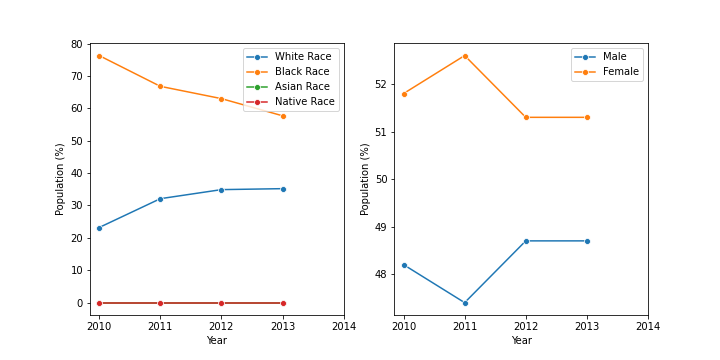 80
70
60
50
40
30
20
10
0
Population (%)
2010 2011 2012 2013 2014
Year
White Race
Black Race
Asian Race
Native Race
52
51
50
49
48
Population (%)
2010 2011 2012 2013 2014
Year
Male
Female